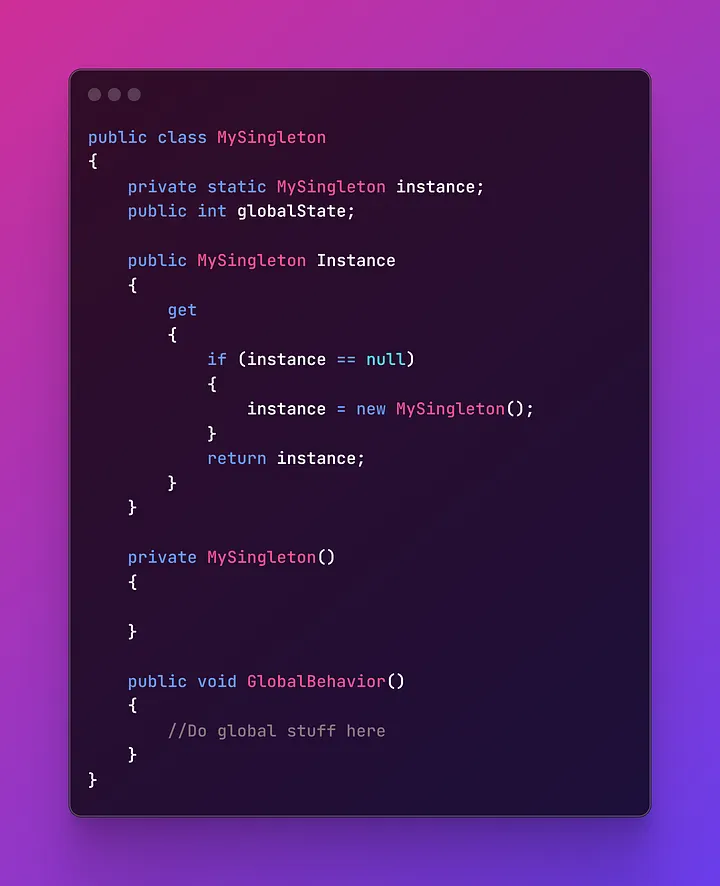 public class MySingleton
{
    private static MySingleton instance;
    public int globalState;

    public MySingleton Instance
    {
        get
        {
            if (instance == null)
            {
                instance = new MySingleton();
            }
            return instance;
        }
    }

    private MySingleton()
    {

    }

    public void GlobalBehavior()
    {
        //Do global stuff here
    }
}